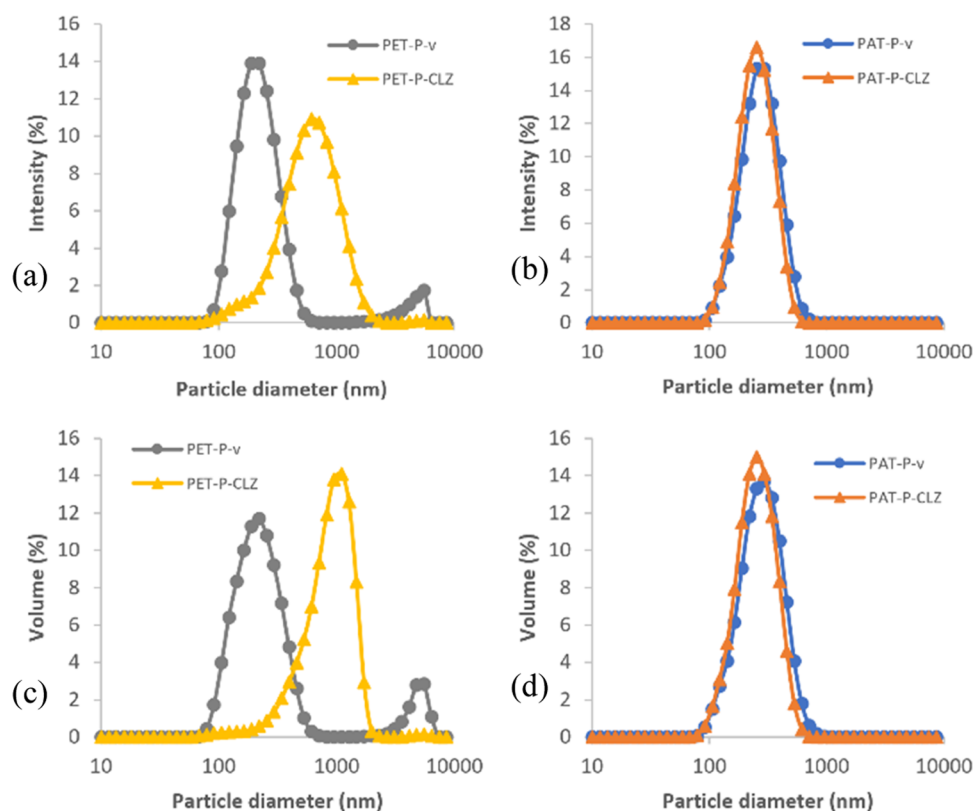 16
14
12
10
8
6
4
2
0
Intensity (%)
PET-P-v
PET-P-CLZ
10 100 1000 10000
Particle diameter (nm)
(a)
18
16
14
12
10
8
6
4
2
0
Intensity (%)
PAT-P-v
PAT-P-CLZ
10 100 1000 10000
Particle diameter (nm)
(b)
16
14
12
10
8
6
4
2
0
Volume (%)
PET-P-v
PET-P-CLZ
10 100 1000 10000
Particle diameter (nm)
(c)
16
14
12
10
8
6
4
2
0
Volume (%)
PAT-P-v
PAT-P-CLZ
10 100 1000 10000
Particle diameter (nm)
(d)